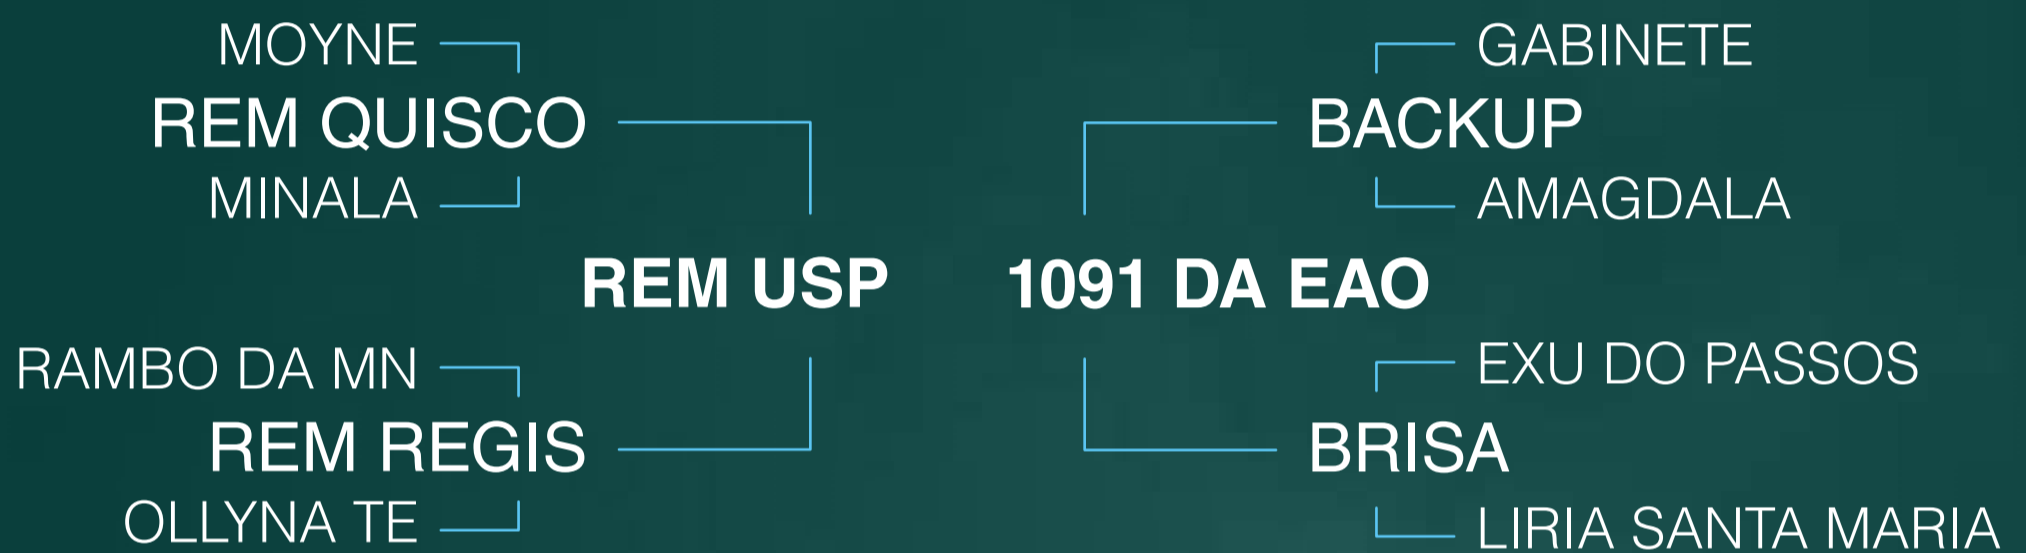 MOYNE
REM QUISCO
MINALA
REM USP
RAMBO DA MN
REM REGIS
OLLYNA TE
GABINETE
BACKUP
AMAGDALA
1091 DA EAO
EXU DO PASSOS
BRISA
LIRIA SANTA MARIA